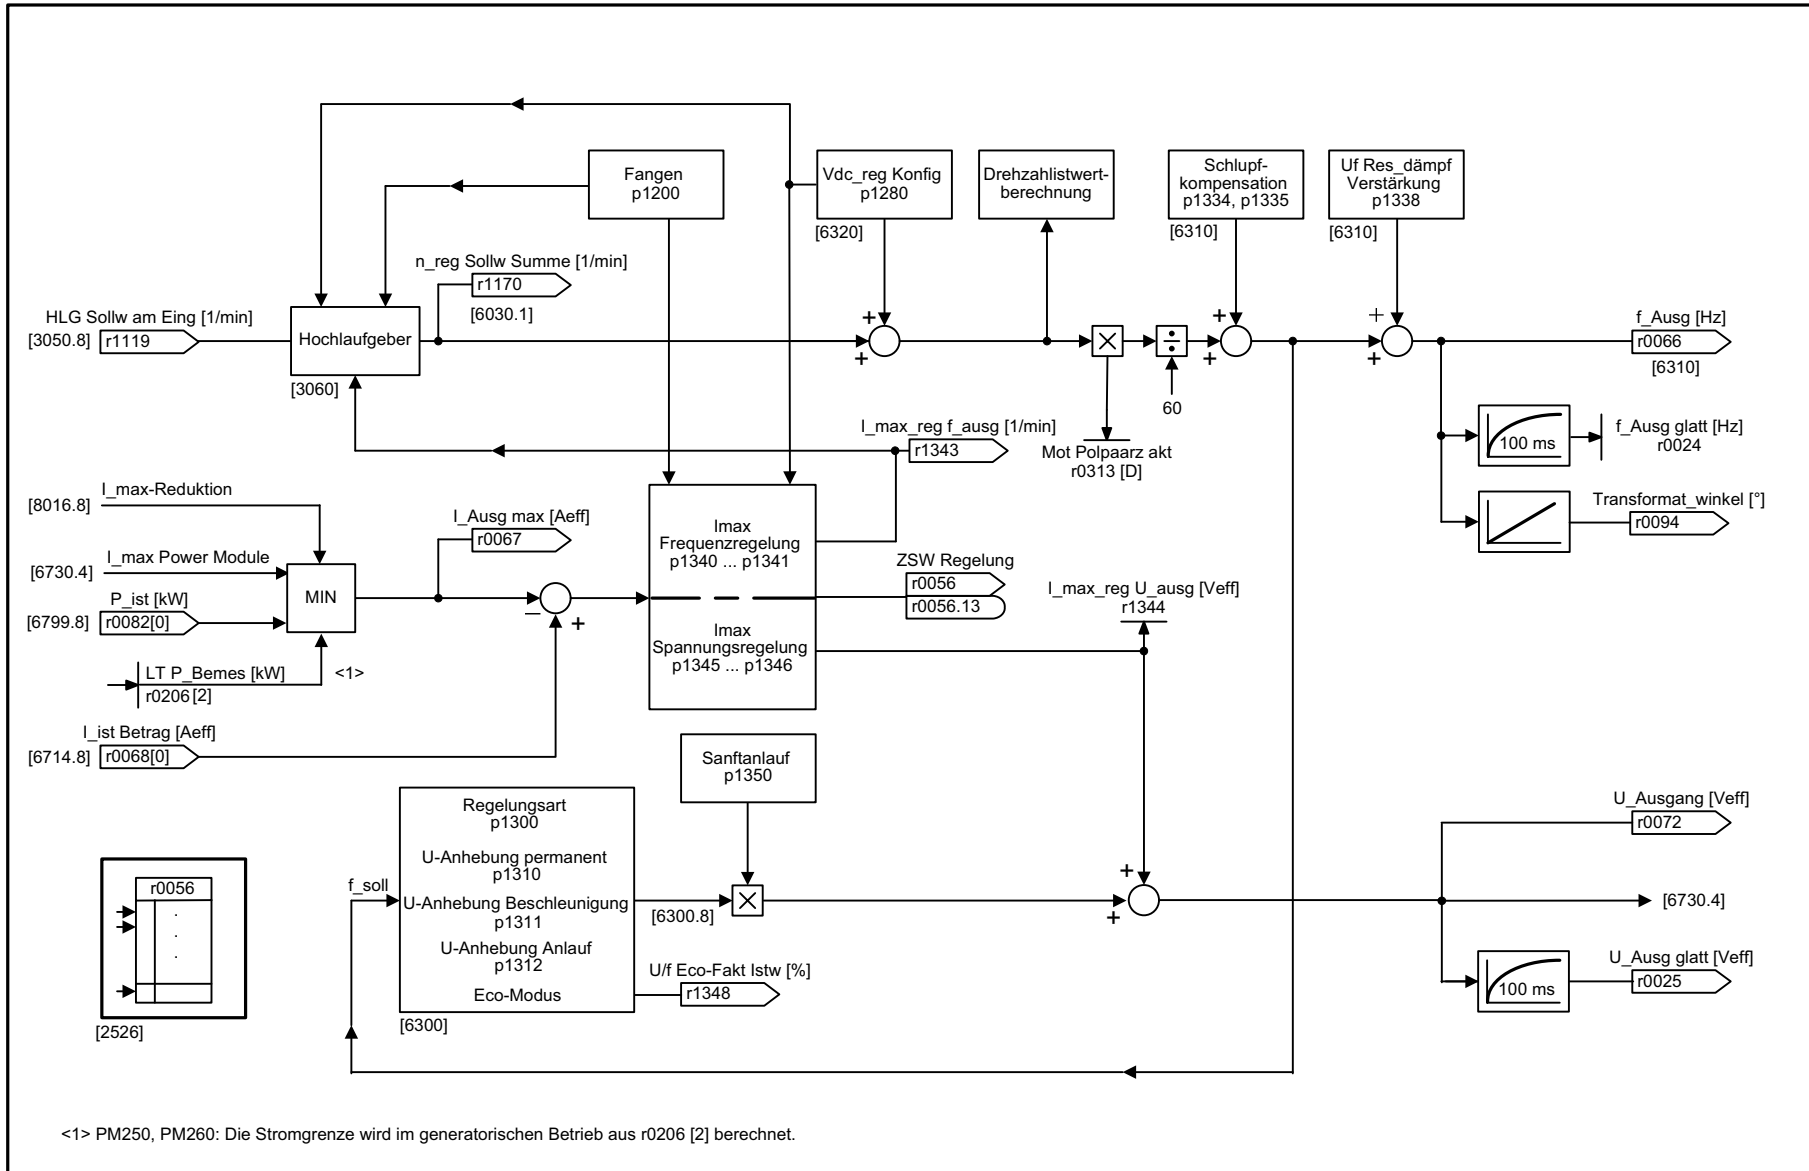 Fangen
p1200
Vdc_reg Konfig
p1280
[6320]
Drehzahlistwert-
berechnung
Schlupf-
kompensation
p1334, p1335
[6310]
Uf Res_dämpf
Verstärkung
p1338
[6310]
n_reg Sollw Summe [1/min]
r1170
[6030.1]
HLG Sollw am Eing [1/min]
[3050.8]
r1119
Hochlaufgeber
[3060]
+
+
×
÷
60
+
+
+
+
f_Ausg [Hz]
r0066
[6310]
I_max_reg f_ausg [1/min]
r1343
Mot Polpaarz akt
r0313 [D]
100 ms
f_Ausg glatt [Hz]
r0024
Transformat_winkel [°]
r0094
I_max-Reduktion
[8016.8]
I_max Power Module
[6730.4]
P_ist [kW]
[6799.8]
r0082[0]
MIN
LT P_Bemes [kW]
r0206 [2]
<1>
I_Ausg max [Aeff]
r0067
–
+
Imax
Frequenzregelung
p1340 ... p1341
Imax
Spannungsregelung
p1345 ... p1346
ZSW Regelung
r0056
r0056.13
I_max_reg U_ausg [Veff]
r1344
I_ist Betrag [Aeff]
[6714.8]
r0068[0]
Sanftanlauf
p1350
Regelungsart
p1300
U-Anhebung permanent
p1310
U-Anhebung Beschleunigung
p1311
U-Anhebung Anlauf
p1312
Eco-Modus
[6300]
f_soll
[6300.8]
×
U/f Eco-Fakt Istw [%]
r1348
+
+
U_Ausgang [Veff]
r0072
[6730.4]
100 ms
U_Ausg glatt [Veff]
r0025
r0056
.
.
.
[2526]
<1> PM250, PM260: Die Stromgrenze wird im generatorischen Betrieb aus r0206 [2] berechnet.